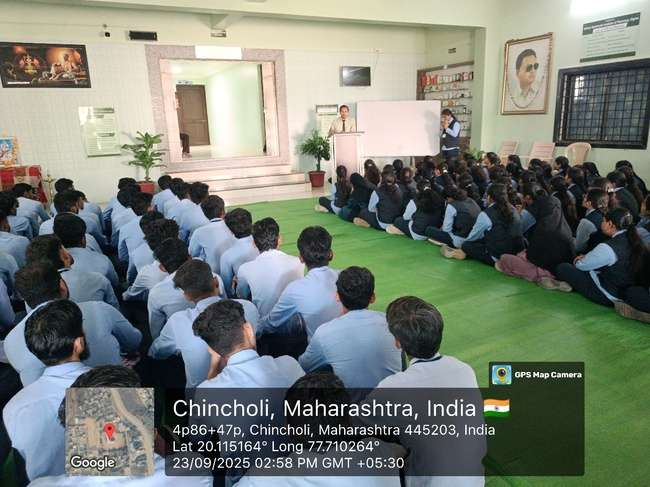 GPS Map Camera
Chincholi, Maharashtra, India 🇮🇳
4p86+47p, Chincholi, Maharashtra 445203, India
Lat 20.115164° Long 77.710264°
23/09/2025 02:58 PM GMT +05:30
Google